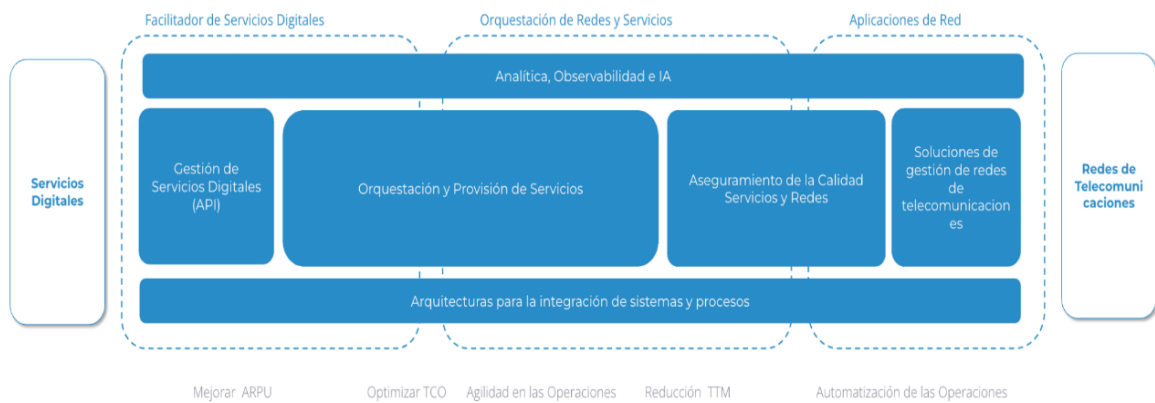 Facilitador de Servicios Digitales
Orquestación de Redes y Servicios
Aplicaciones de Red
Analítica, Observabilidad e IA
Servicios
Digitales
Gestión de
Servicios Digitales
(API)
Orquestación y Provisión de Servicios
Aseguramiento de la Calidad
Servicios y Redes
Soluciones de
gestión de redes
de
telecomunicacion
es
Redes de
Telecomuni
caciones
Arquitecturas para la integración de sistemas y procesos
Mejorar ARPU
Optimizar TCO
Agilidad en las Operaciones
Reducción TTM
Automatización de las Operaciones